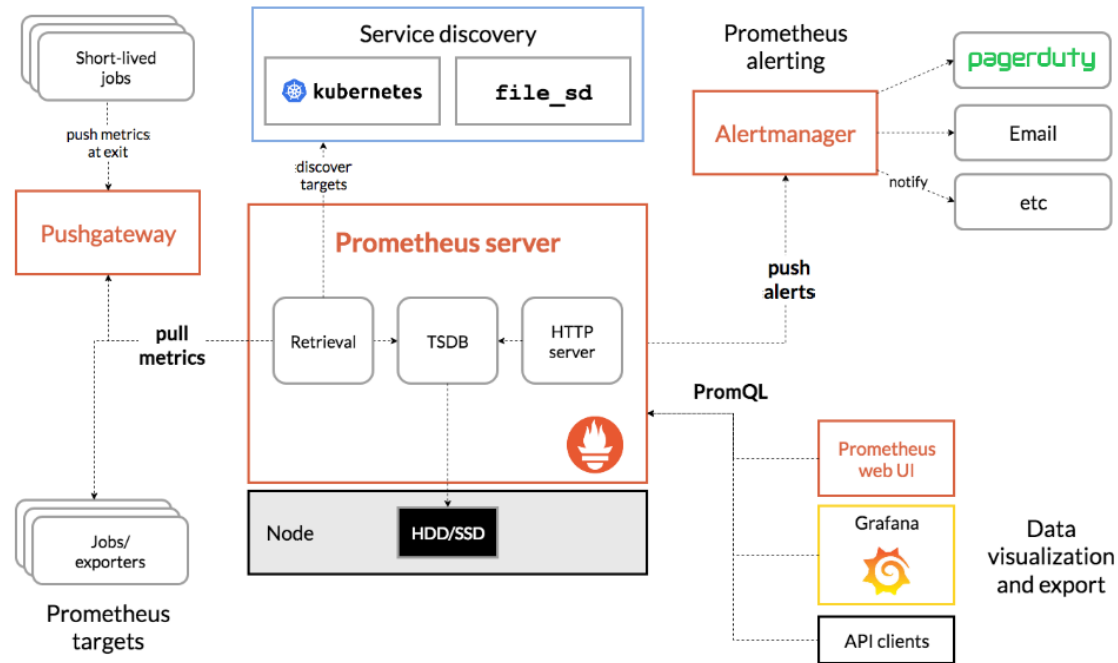 Short-lived
jobs
push metrics
at exit
Pushgateway
pull
metrics
Jobs/
exporters
Prometheus
targets
Service discovery
kubernetes
file_sd
discover
targets
Prometheus server
Retrieval
TSDB
HTTP
server
Node
HDD/SSD
Prometheus
alerting
pagerduty
Alertmanager
Email
notify
etc
push
alerts
PromQL
Prometheus
web UI
Grafana
API clients
Data
visualization
and export